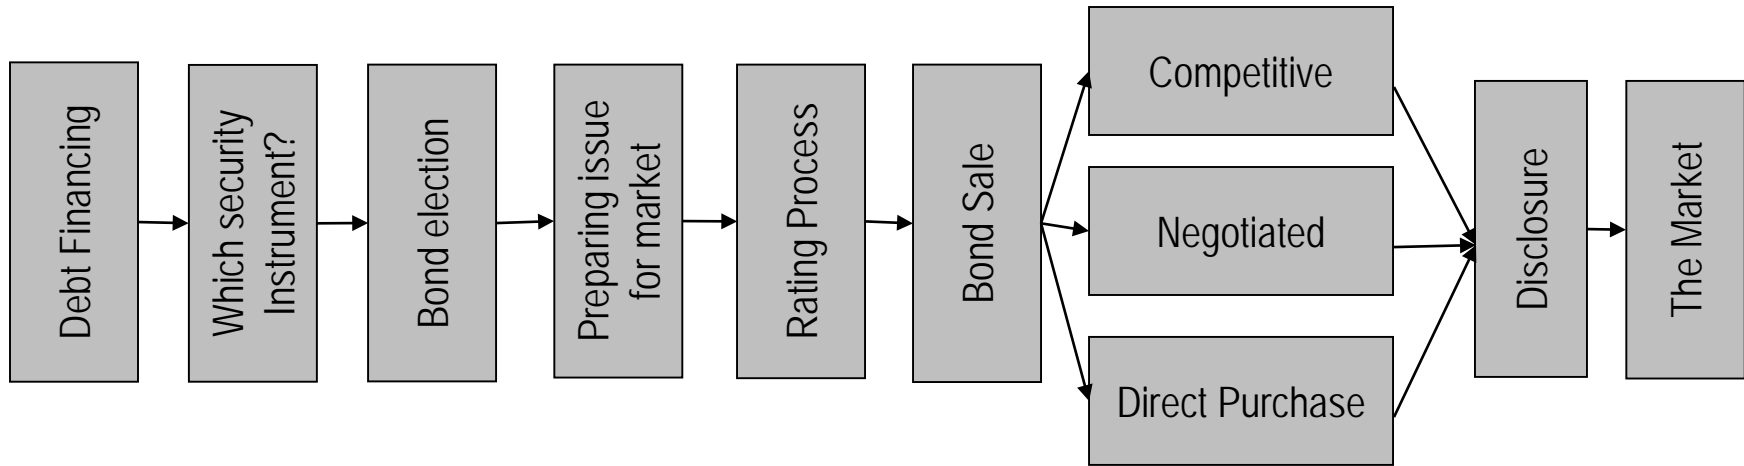 Debt Financing
Which security
Instrument?
Bond election
Preparing issue
for market
Rating Process
Bond Sale
Competitive
Negotiated
Direct Purchase
Disclosure
The Market